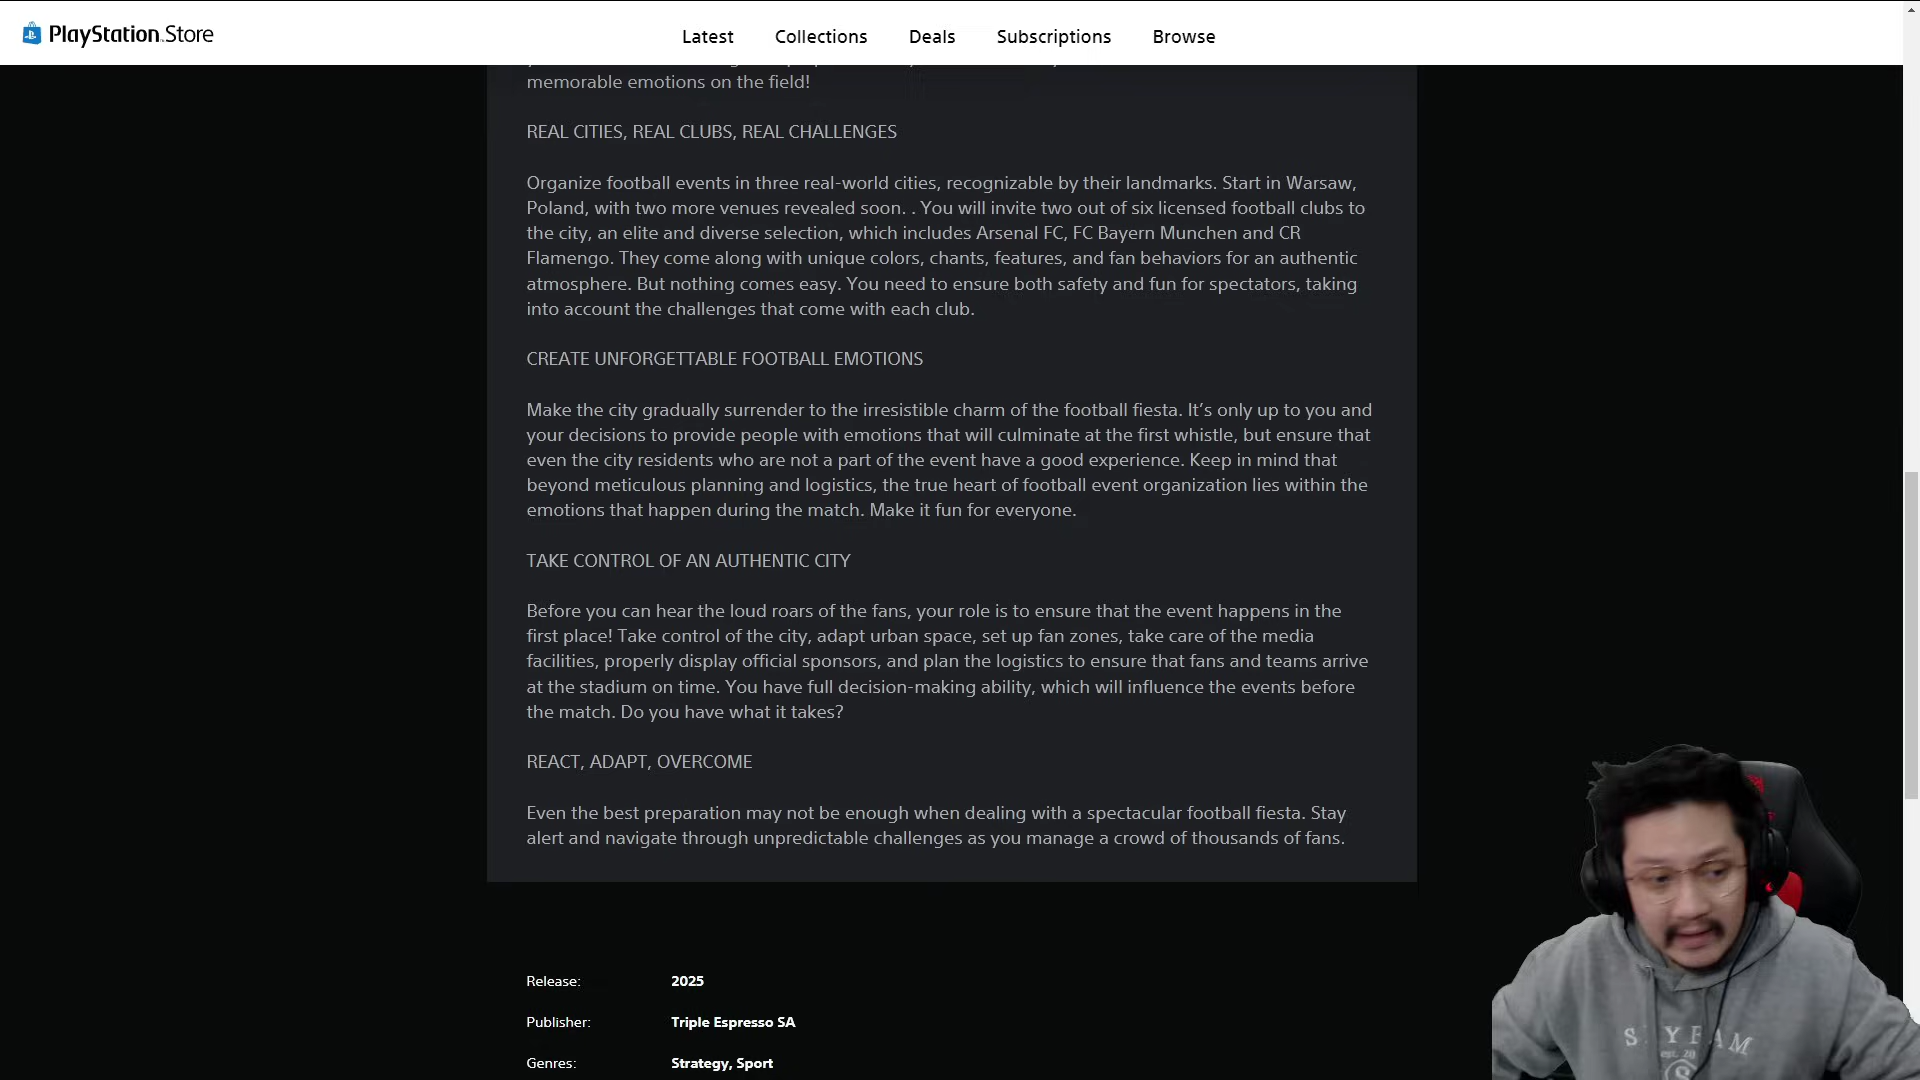 PlayStation Store
Latest
Collections
Deals
Subscriptions
Browse
memorable emotions on the field!
REAL CITIES, REAL CLUBS, REAL CHALLENGES
Organize football events in three real-world cities, recognizable by their landmarks. Start in Warsaw,
Poland, with two more venues revealed soon. . You will invite two out of six licensed football clubs to
the city, an elite and diverse selection, which includes Arsenal FC, FC Bayern Munchen and CR
Flamengo. They come along with unique colors, chants, features, and fan behaviors for an authentic
atmosphere. But nothing comes easy. You need to ensure both safety and fun for spectators, taking
into account the challenges that come with each club.
CREATE UNFORGETTABLE FOOTBALL EMOTIONS
Make the city gradually surrender to the irresistible charm of the football fiesta. It’s only up to you and
your decisions to provide people with emotions that will culminate at the first whistle, but ensure that
even the city residents who are not a part of the event have a good experience. Keep in mind that
beyond meticulous planning and logistics, the true heart of football event organization lies within the
emotions that happen during the match. Make it fun for everyone.
TAKE CONTROL OF AN AUTHENTIC CITY
Before you can hear the loud roars of the fans, your role is to ensure that the event happens in the
first place! Take control of the city, adapt urban space, set up fan zones, take care of the media
facilities, properly display official sponsors, and plan the logistics to ensure that fans and teams arrive
at the stadium on time. You have full decision-making ability, which will influence the events before
the match. Do you have what it takes?
REACT, ADAPT, OVERCOME
Even the best preparation may not be enough when dealing with a spectacular football fiesta. Stay
alert and navigate through unpredictable challenges as you manage a crowd of thousands of fans.
Release: 2025
Publisher: Triple Espresso SA
Genres: Strategy, Sport